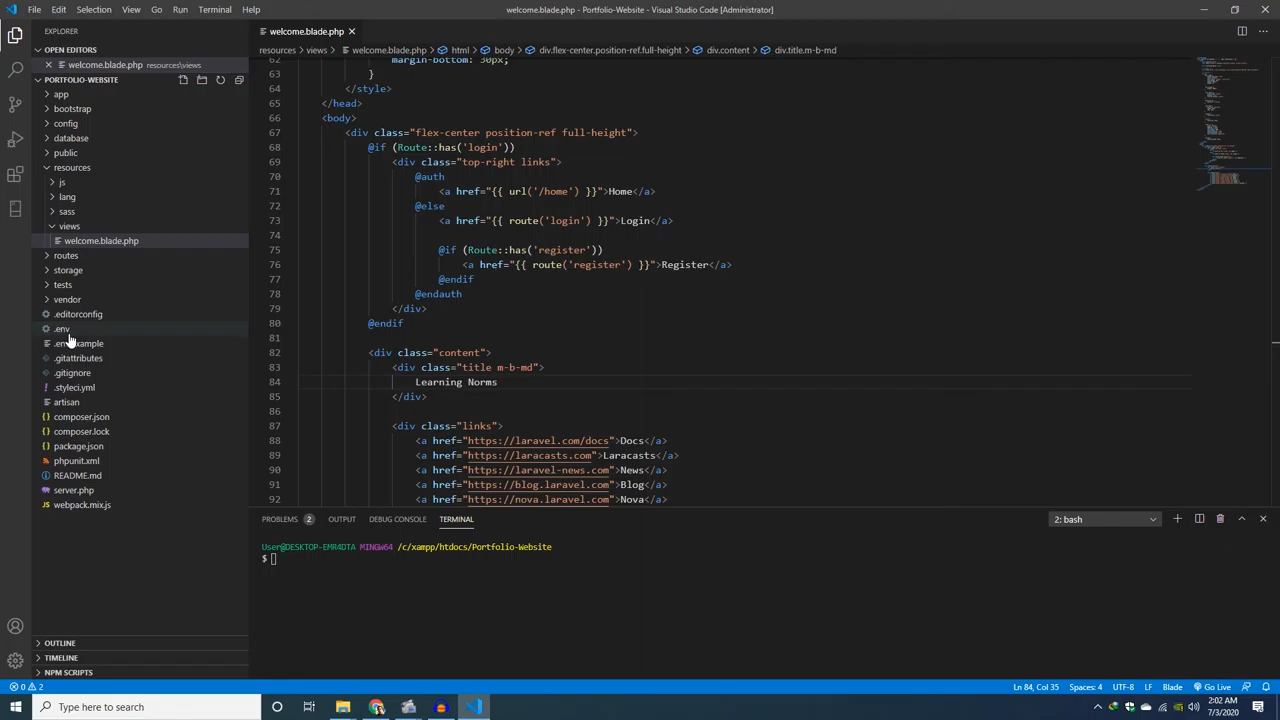 File Edit Selection View Go Run Terminal Help
welcome.blade.php - Portfolio-Website - Visual Studio Code [Administrator]
EXPLORER
OPEN EDITORS
welcome.blade.php resources\views
PORTFOLIO-WEBSITE
app
bootstrap
config
database
public
resources
js
lang
sass
views
welcome.blade.php
routes
storage
tests
vendor
.editorconfig
.env
.env.example
.gitattributes
.gitignore
.styleci.yml
artisan
composer.json
composer.lock
package.json
phpunit.xml
README.md
server.php
webpack.mix.js
OUTLINE
TIMELINE
NPM SCRIPTS
welcome.blade.php
resources > views > welcome.blade.php > html > body > div.flex-center.position-ref.full-height > div.content > div.title.m-b-md
62 margin-bottom: 30px;
63 }
64 </style>
65 </head>
66 <body>
67 <div class="flex-center position-ref full-height">
68 @if (Route::has('login'))
69 <div class="top-right links">
70 @auth
71 <a href="{{ url('/home') }}">Home</a>
72 @else
73 <a href="{{ route('login') }}">Login</a>
74
75 @if (Route::has('register'))
76 <a href="{{ route('register') }}">Register</a>
77 @endif
78 @endauth
79 </div>
80 @endif
81
82 <div class="content">
83 <div class="title m-b-md">
84 Learning Norms
85 </div>
86
87 <div class="links">
88 <a href="https://laravel.com/docs">Docs</a>
89 <a href="https://laracasts.com">Laracasts</a>
90 <a href="https://laravel-news.com">News</a>
91 <a href="https://blog.laravel.com">Blog</a>
92 <a href="https://nova.laravel.com">Nova</a>
PROBLEMS 2 OUTPUT DEBUG CONSOLE TERMINAL
2: bash
User@DESKTOP-EMR4DTA MINGW64 /c/xampp/htdocs/Portfolio-Website
$
0 2
Ln 84, Col 35 Spaces: 4 UTF-8 LF Blade Go Live
Type here to search
2:02 AM
7/3/2020